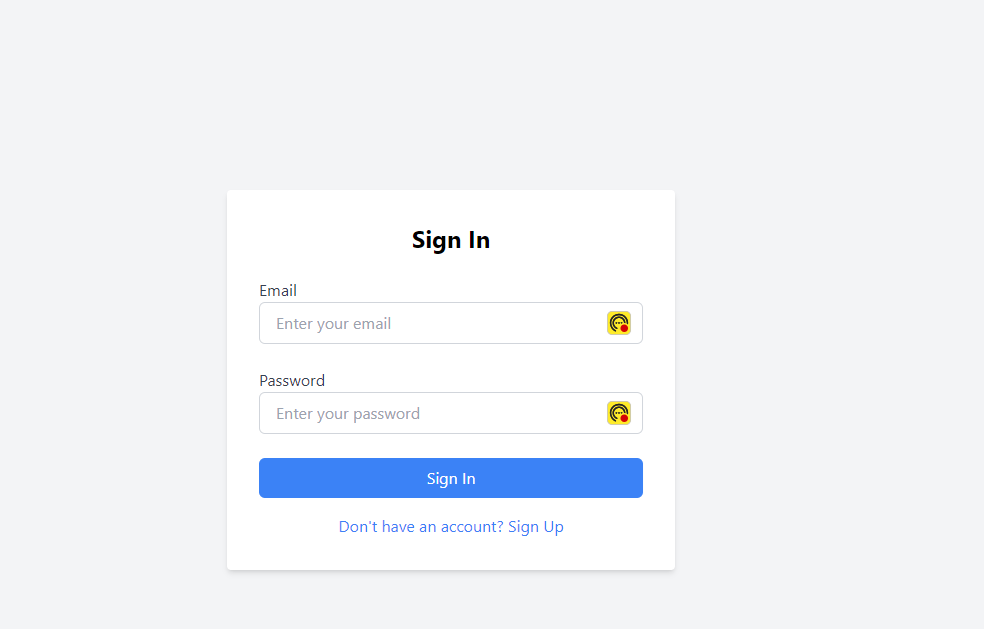 Sign In
Email
Enter your email
Password
Enter your password
Sign In
Don't have an account? Sign Up